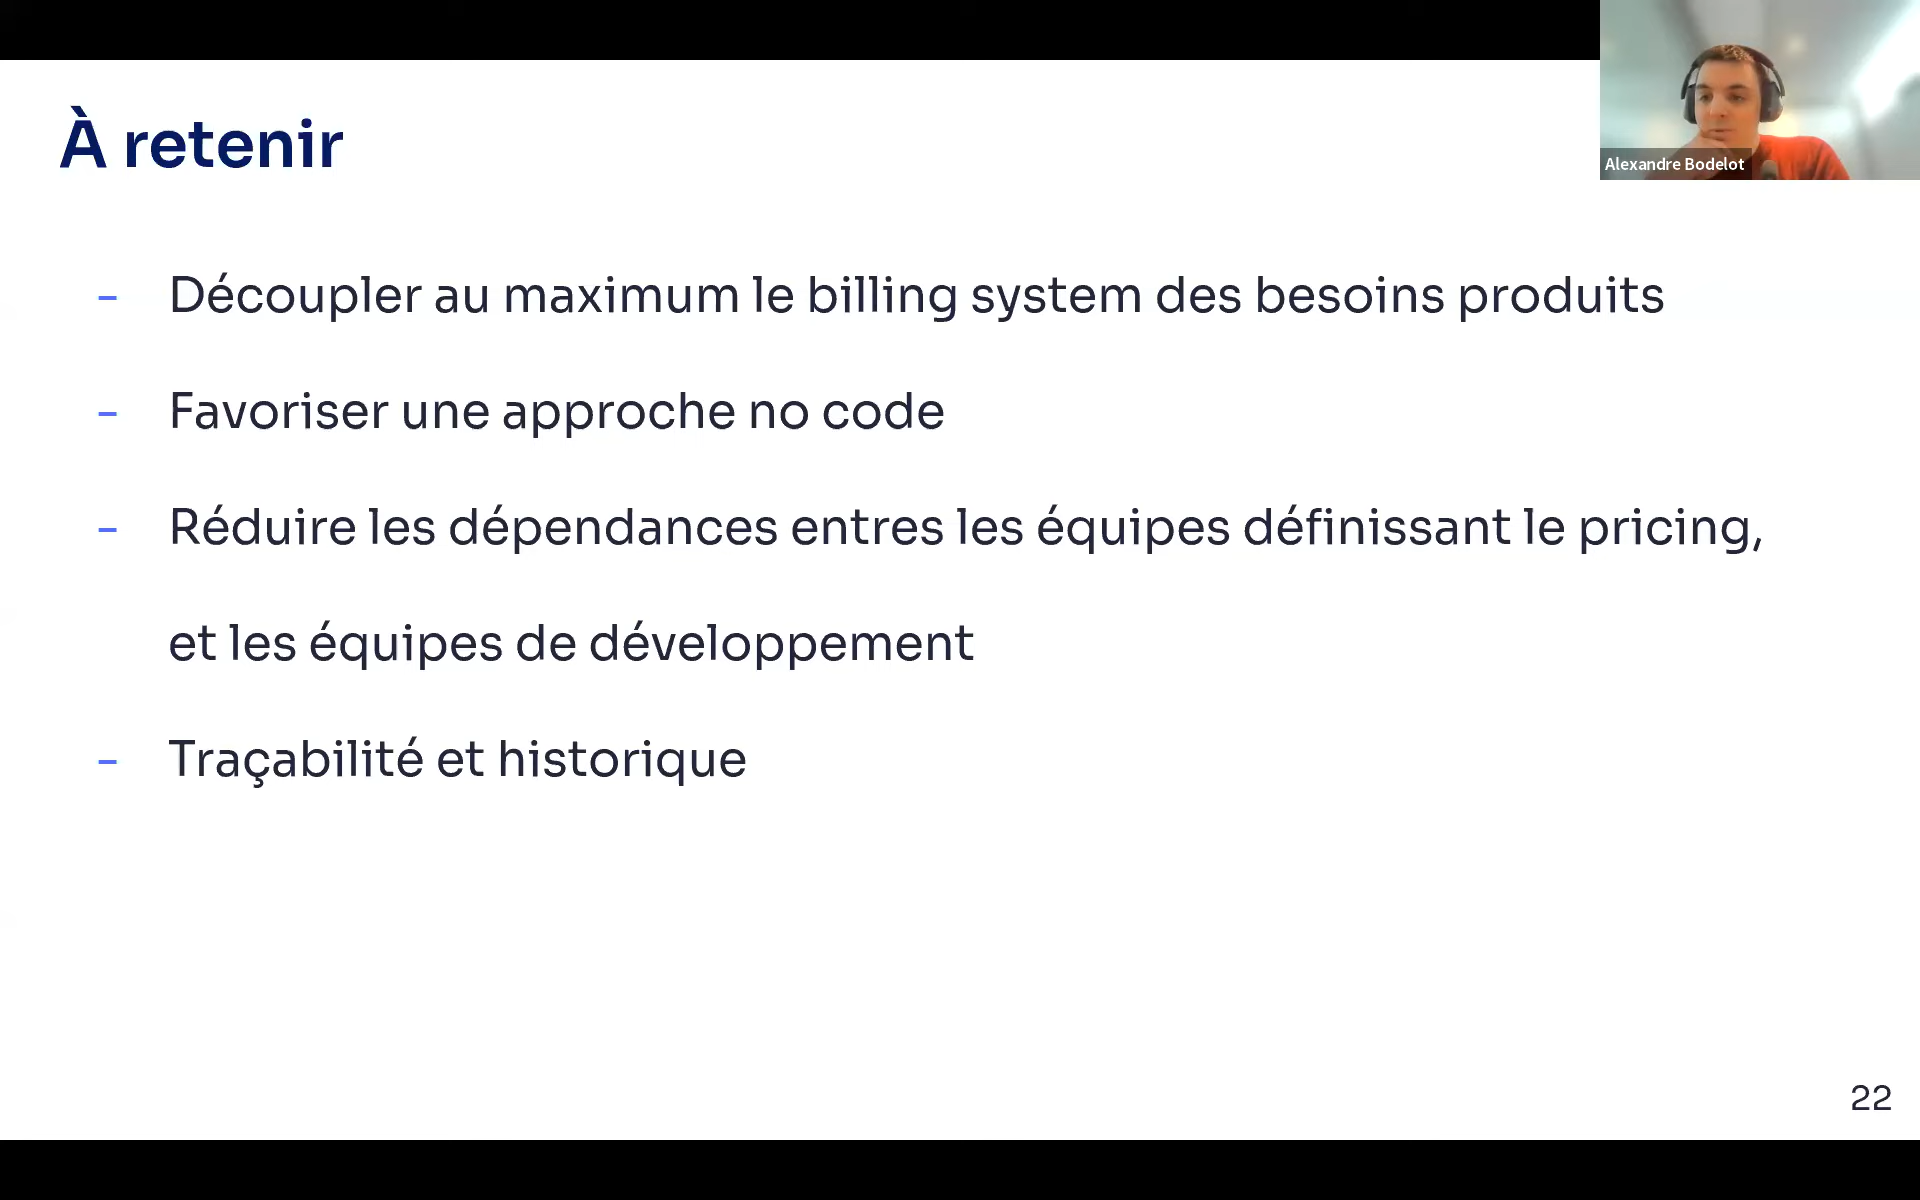 À retenir
Alexandre Bodelot
- Découpler au maximum le billing system des besoins produits
- Favoriser une approche no code
- Réduire les dépendances entres les équipes définissant le pricing,
et les équipes de développement
- Traçabilité et historique
22